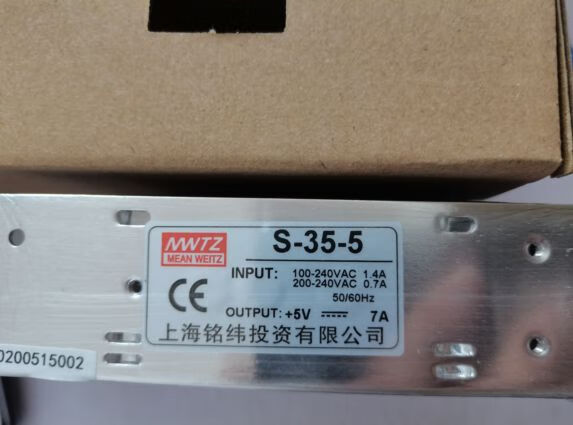 MWTZ
MEAN WEITZ
S-35-5
INPUT: 100-240VAC 1.4A
200-240VAC 0.7A
50/60Hz
CE
OUTPUT: +5V 7A
上海铭纬投资有限公司
0200515002